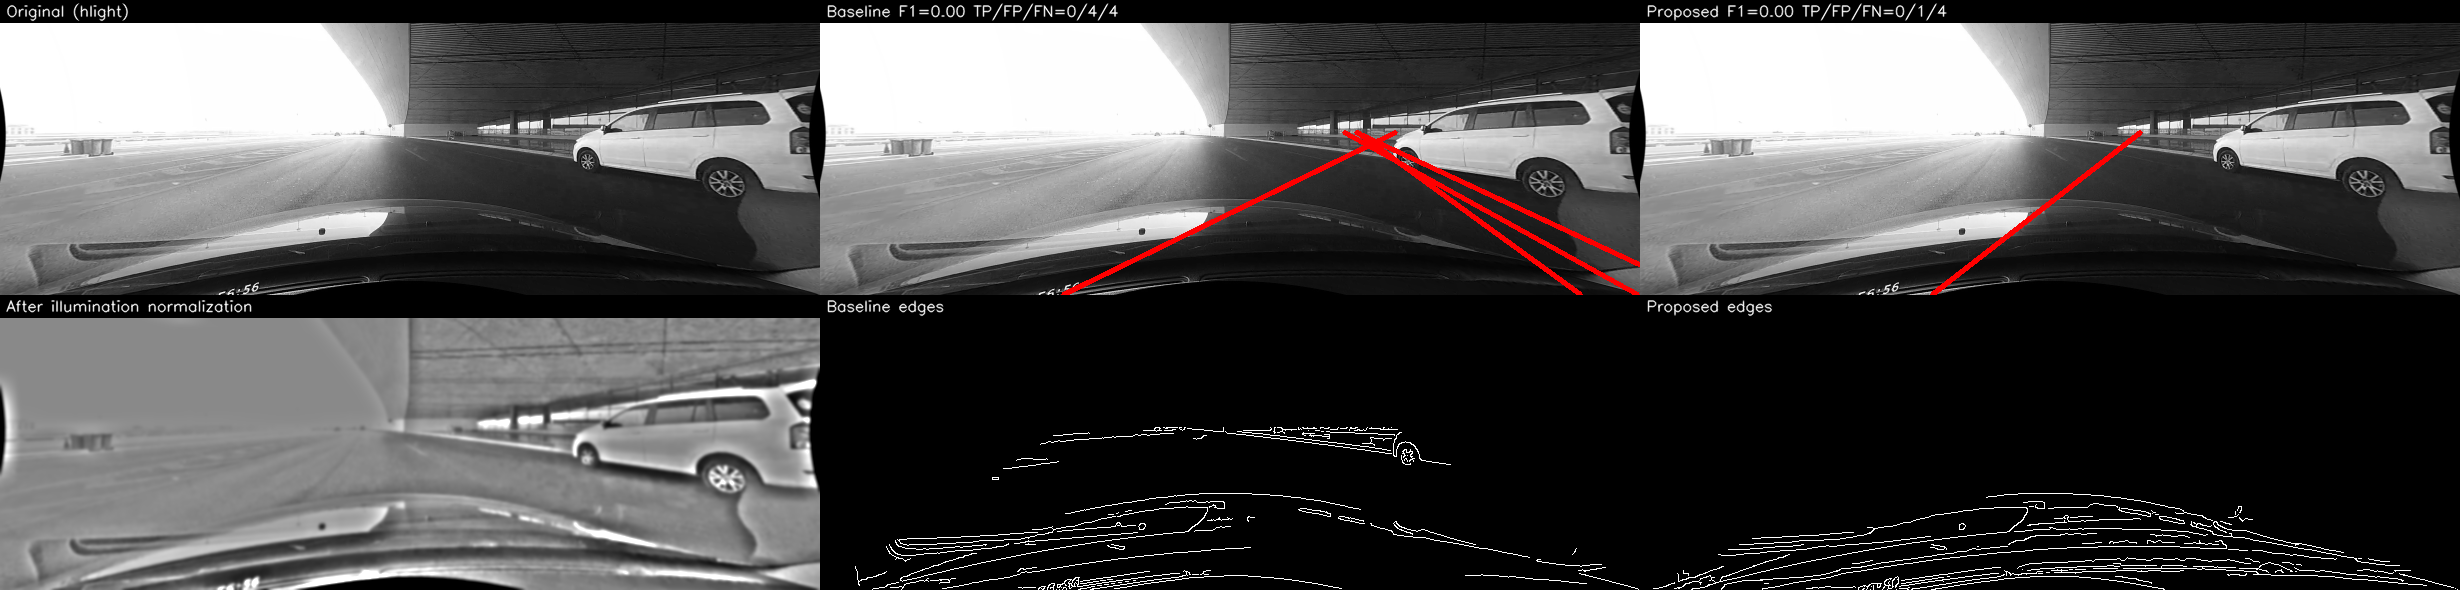 Original (hlight)
Baseline F1=0.00 TP/FP/FN=0/4/4
Proposed F1=0.00 TP/FP/FN=0/1/4
After illumination normalization
Baseline edges
Proposed edges